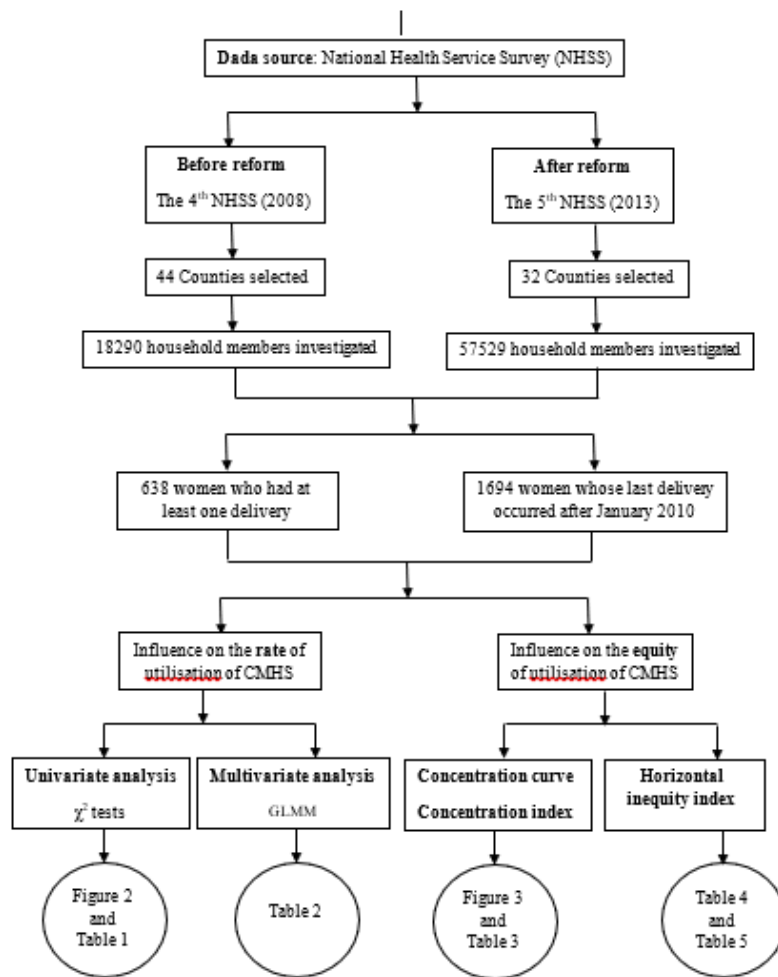 Dada source: National Health Service Survey (NHSS)
Before reform
The 4th NHSS (2008)
After reform
The 5th NHSS (2013)
44 Counties selected
32 Counties selected
18290 household members investigated
57529 household members investigated
638 women who had at
least one delivery
1694 women whose last delivery
occurred after January 2010
Influence on the rate of
utilisation of CMHS
Influence on the equity
of utilisation of CMHS
Univariate analysis
χ² tests
Multivariate analysis
GLMM
Concentration curve
Concentration index
Horizontal
inequity index
Figure 2
and
Table 1
Table 2
Figure 3
and
Table 3
Table 4
and
Table 5